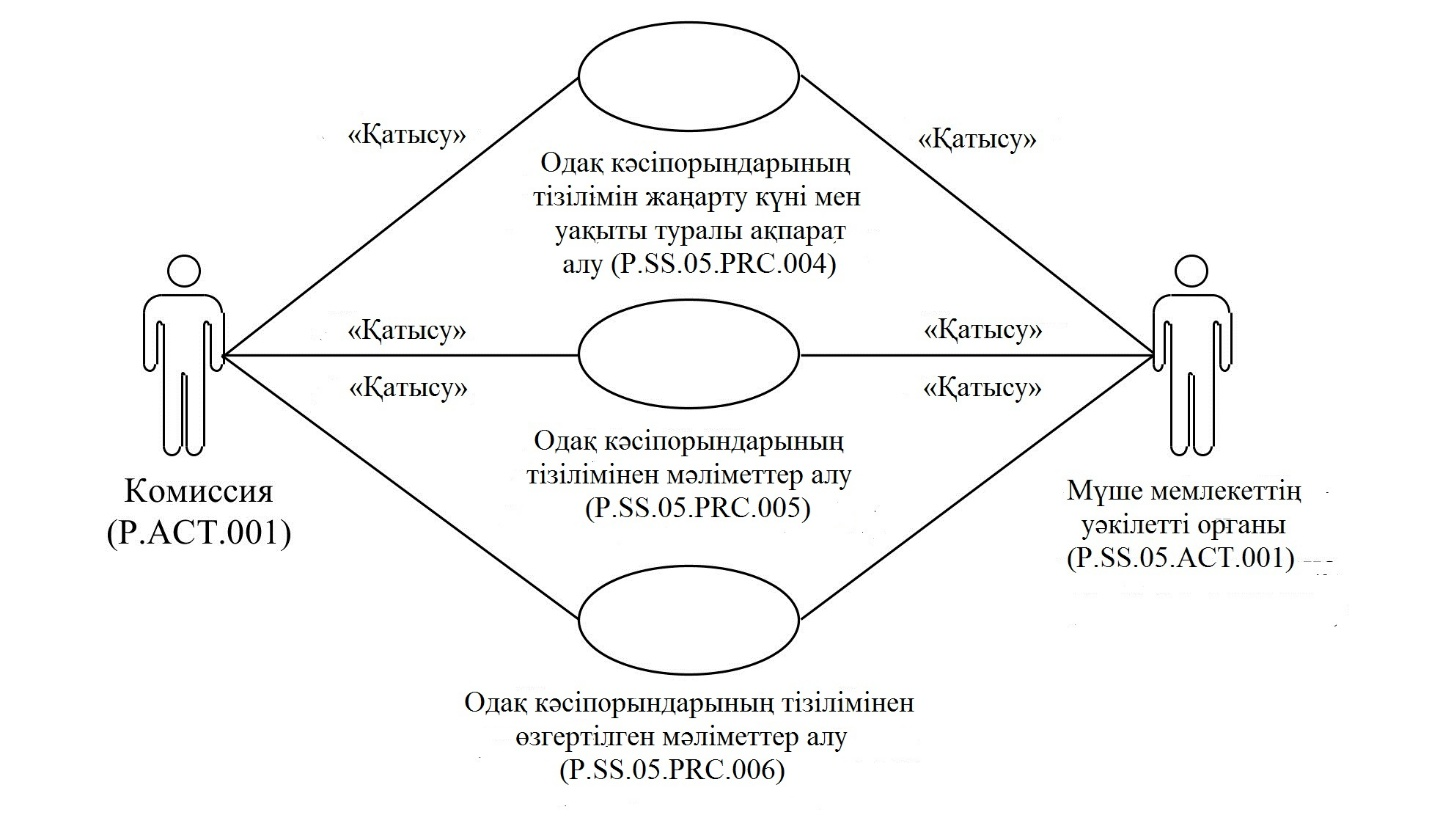 «Қатысу»
«Қатысу»
Одақ кәсіпорындарының
тізілімін жаңарту күні мен
уақыты туралы ақпарат
алу (P.SS.05.PRC.004)
«Қатысу»
«Қатысу»
«Қатысу»
«Қатысу»
Одақ кәсіпорындарының
тізілімінен мәліметтер алу
(P.SS.05.PRC.005)
Комиссия
(P.ACT.001)
Мүше мемлекеттің
уәкілетті органы
(P.SS.05.ACT.001)
Одақ кәсіпорындарының тізілімінен
өзгертілген мәліметтер алу
(P.SS.05.PRC.006)